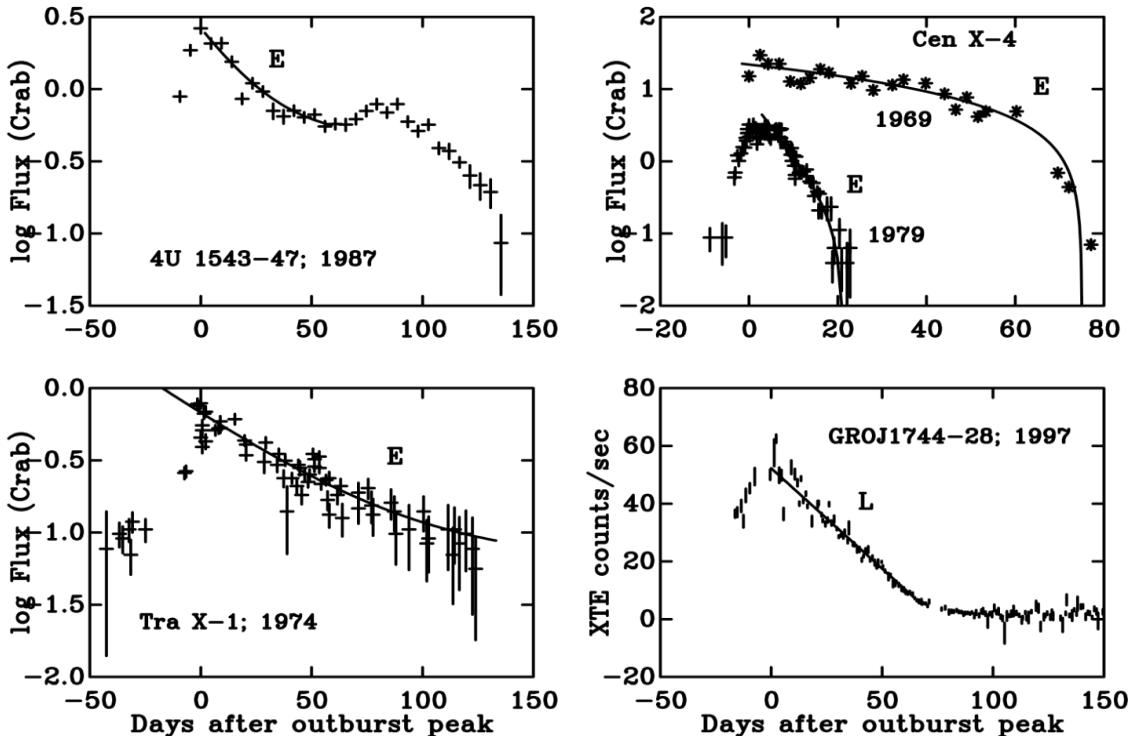 0.5
0.0
−0.5
−1.0
−1.5
log Flux (Crab)
E
4U 1543−47; 1987
−50
0
50
100
150
2
1
0
−1
−2
log Flux (Crab)
Cen X−4
E
1969
E
1979
−20
0
20
40
60
80
0.0
−0.5
−1.0
−1.5
−2.0
log Flux (Crab)
E
Tra X−1; 1974
−50
0
50
100
150
Days after outburst peak
80
60
40
20
0
−20
XTE counts/sec
GROJ1744−28; 1997
L
−50
0
50
100
150
Days after outburst peak